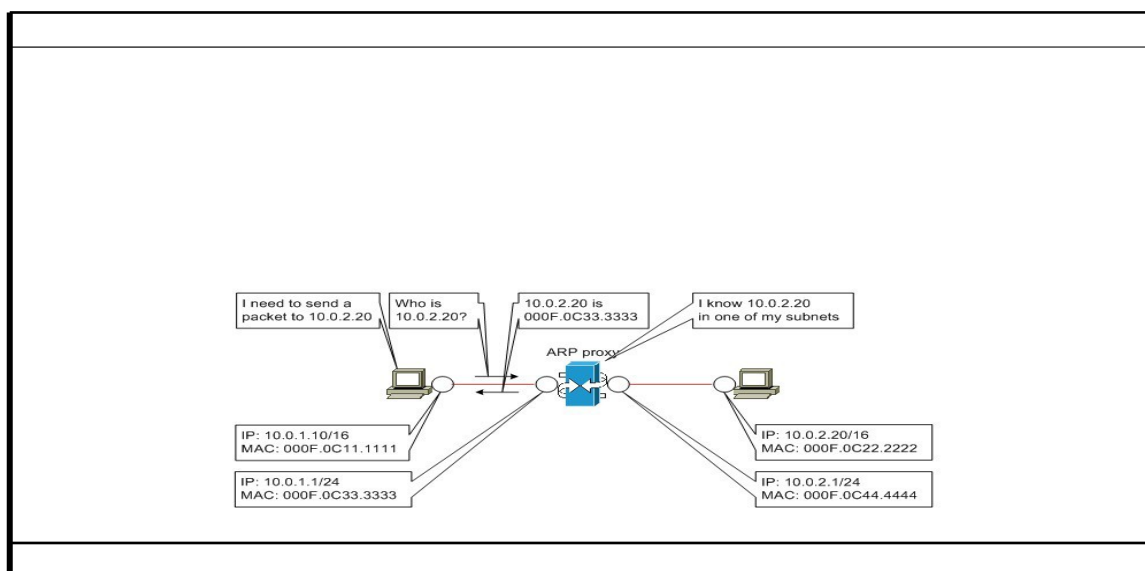 I need to send a
packet to 10.0.2.20
Who is
10.0.2.20?
10.0.2.20 is
000F.0C33.3333
I know 10.0.2.20
in one of my subnets
ARP proxy
IP: 10.0.1.10/16
MAC: 000F.0C11.1111
IP: 10.0.2.20/16
MAC: 000F.0C22.2222
IP: 10.0.1.1/24
MAC: 000F.0C33.3333
IP: 10.0.2.1/24
MAC: 000F.0C44.4444